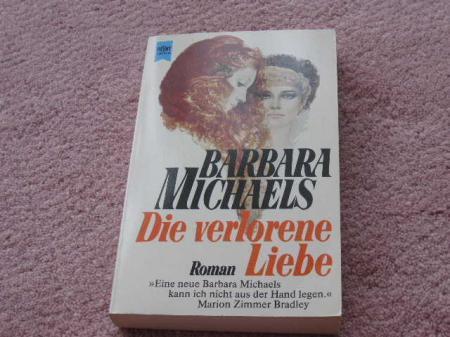 HEYNE
BARBARA
MICHAELS
Die verlorene
Roman Liebe
»Eine neue Barbara Michaels
kann ich nicht aus der Hand legen.«
Marion Zimmer Bradley